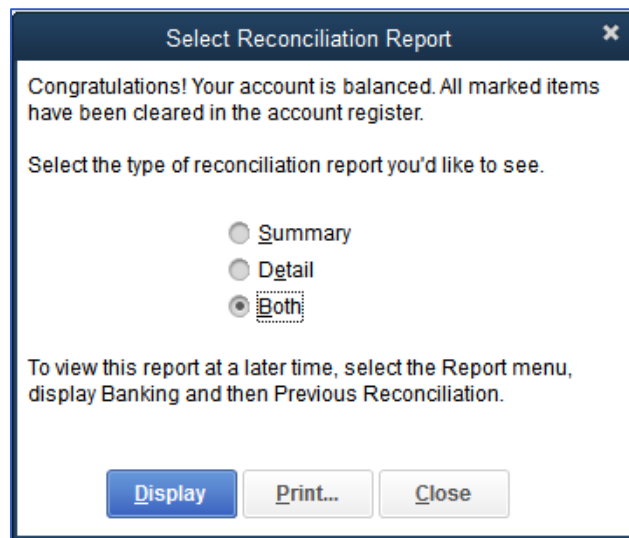 Select Reconciliation Report
Congratulations! Your account is balanced. All marked items
have been cleared in the account register.
Select the type of reconciliation report you'd like to see.
Summary
Detail
Both
To view this report at a later time, select the Report menu,
display Banking and then Previous Reconciliation.
Display Print... Close